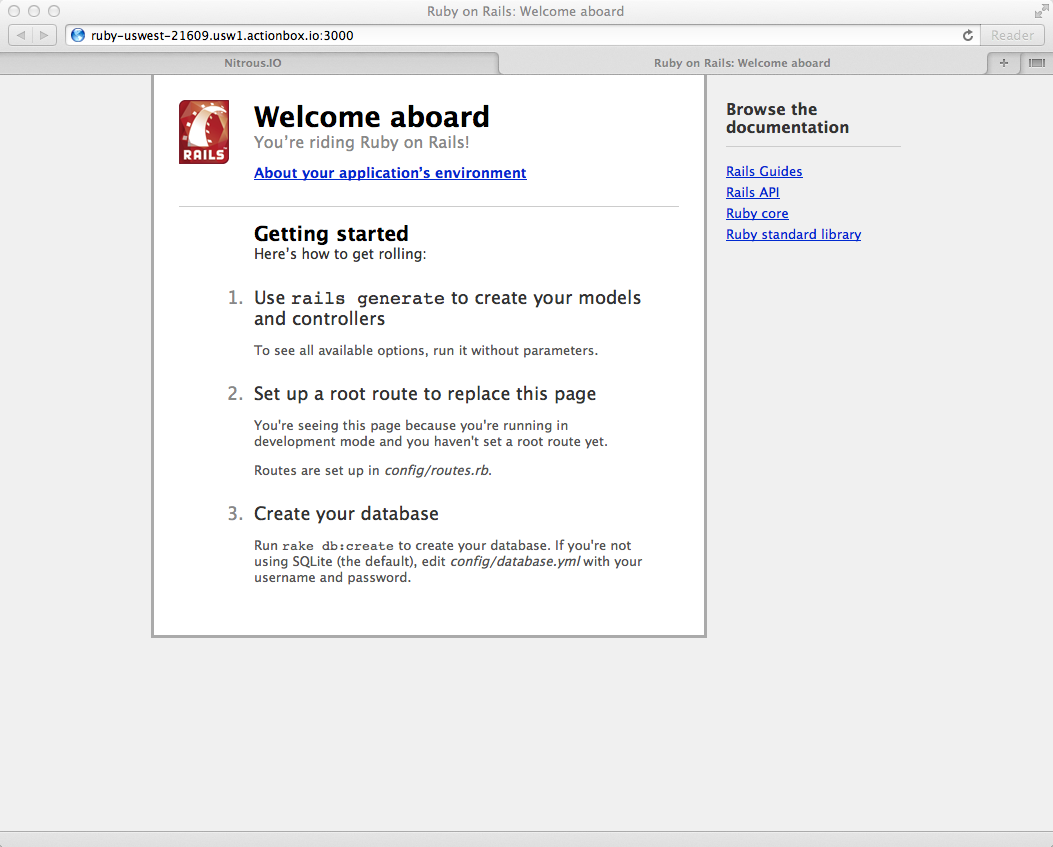 Ruby on Rails: Welcome aboard
ruby-uswest-21609.usw1.actionbox.io:3000
Reader
Nitrous.IO
Ruby on Rails: Welcome aboard
+
RAILS
Welcome aboard
You’re riding Ruby on Rails!
About your application’s environment
Getting started
Here’s how to get rolling:
1. Use rails generate to create your models
and controllers
To see all available options, run it without parameters.
2. Set up a root route to replace this page
You're seeing this page because you're running in
development mode and you haven't set a root route yet.
Routes are set up in config/routes.rb.
3. Create your database
Run rake db:create to create your database. If you're not
using SQLite (the default), edit config/database.yml with your
username and password.
Browse the
documentation
Rails Guides
Rails API
Ruby core
Ruby standard library